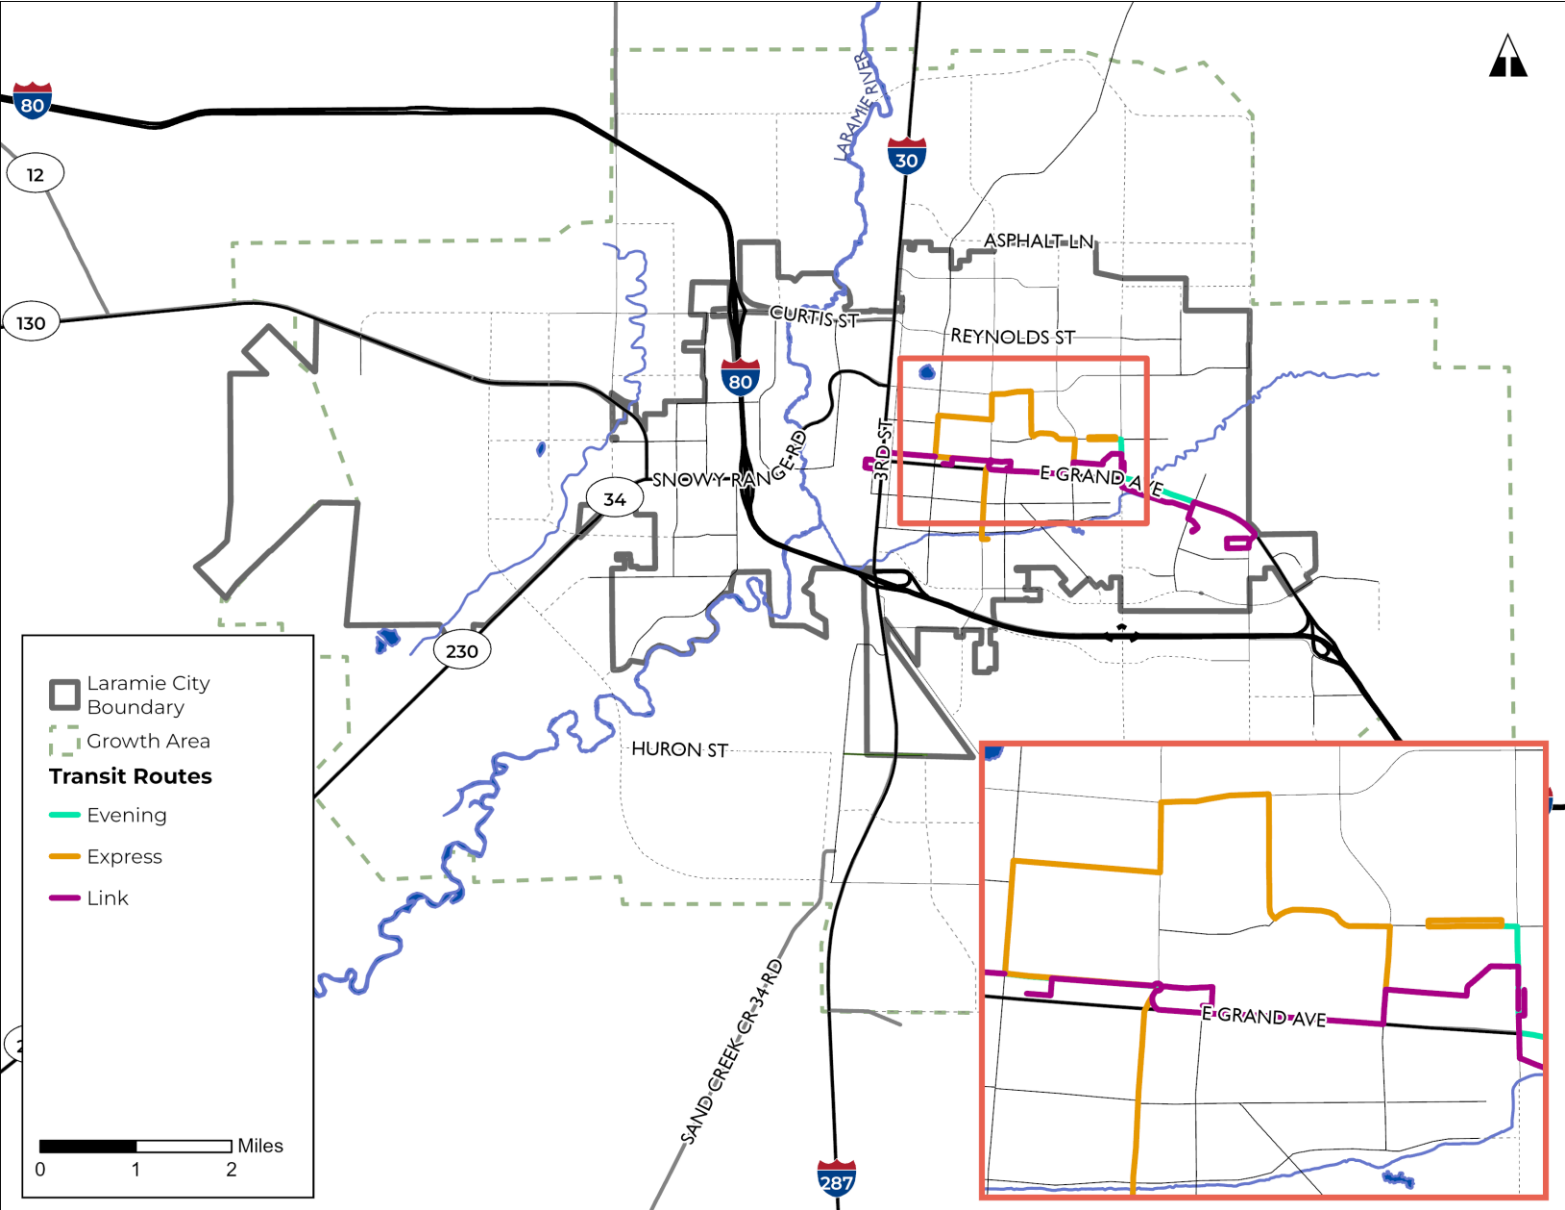 80
12
130
LARAMIE RIVER
30
ASPHALT LN
CURTIS ST
REYNOLDS ST
80
3RD ST
SNOWY RANGE RD
E GRAND AVE
34
230
HURON ST
SAND CREEK CR 34 RD
287
E GRAND AVE
Laramie City
Boundary
Growth Area
Transit Routes
Evening
Express
Link
Miles
0 1 2